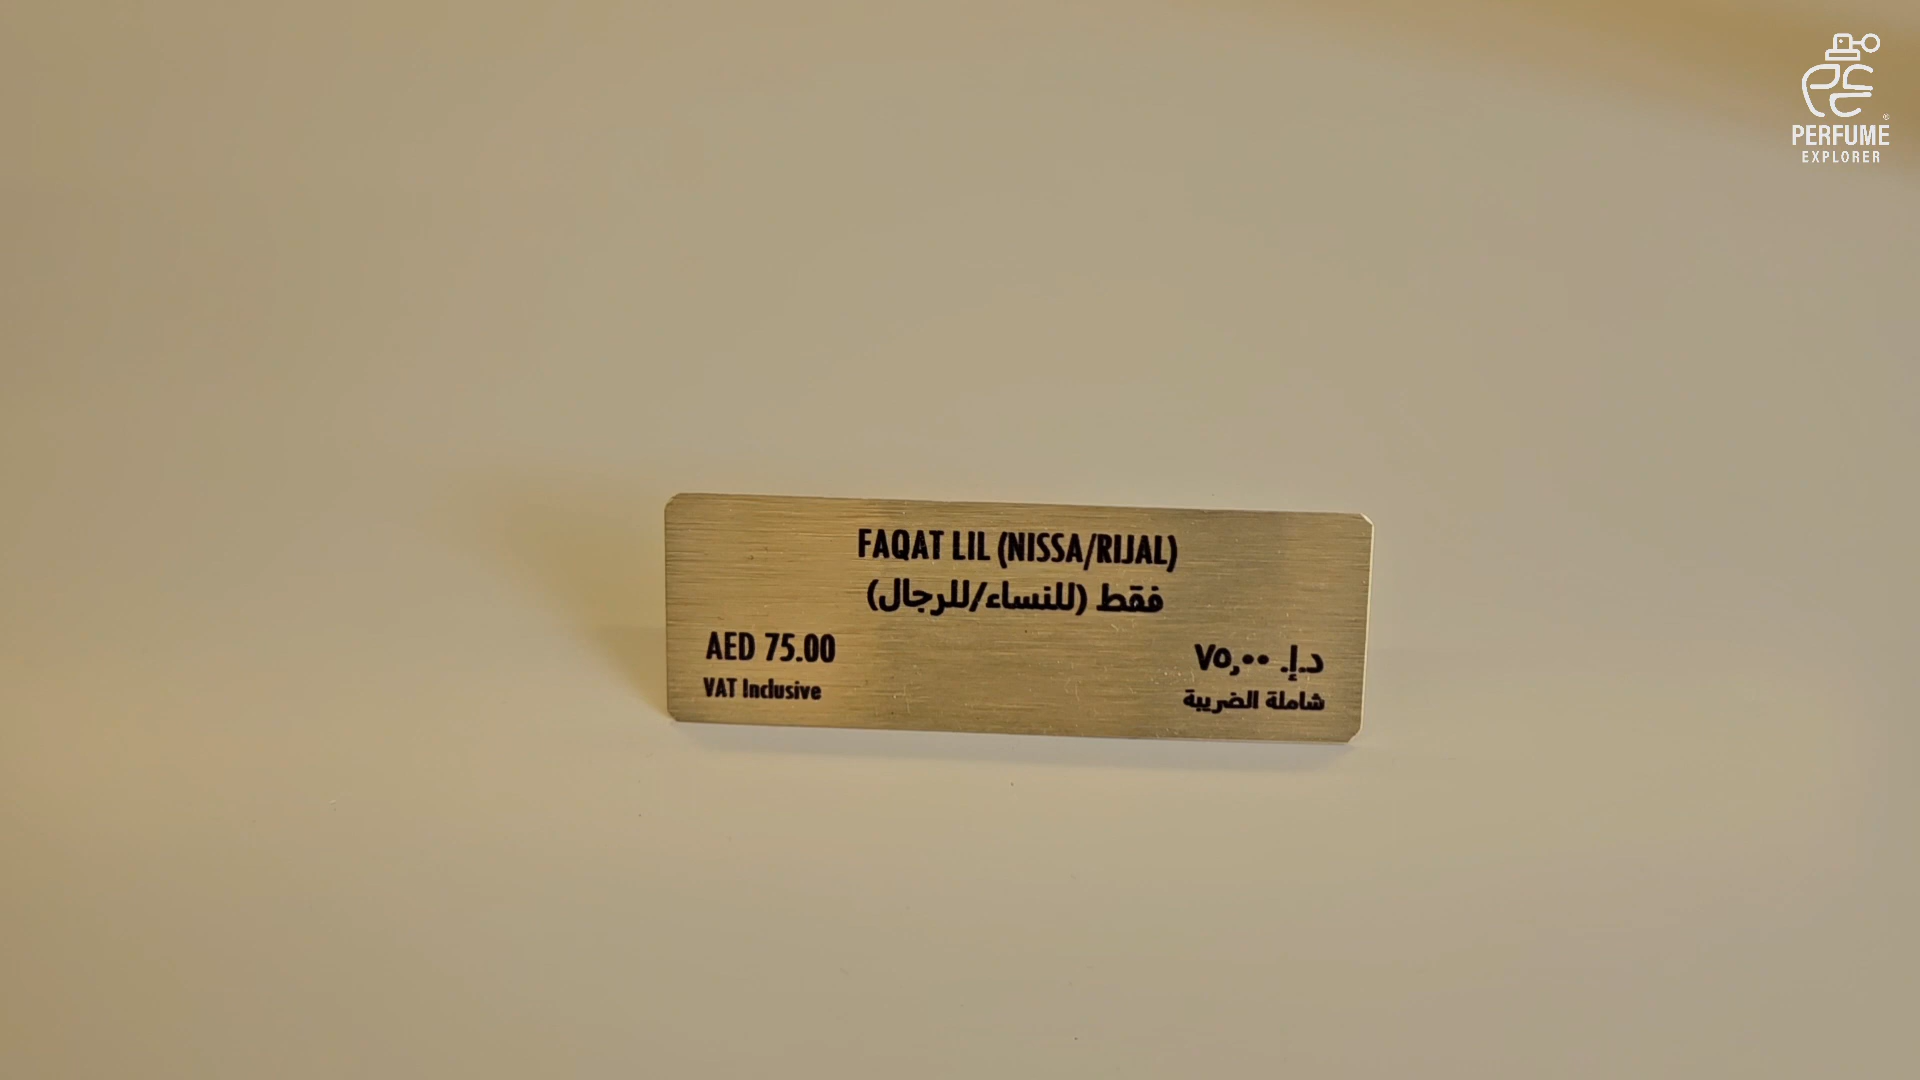 PERFUME
EXPLORER
FAQAT LIL (NISSA/RIJAL)
فقط (للنساء/للرجال)
AED 75.00
د.إ. ٧٥,٠٠
VAT Inclusive
شاملة الضريبة